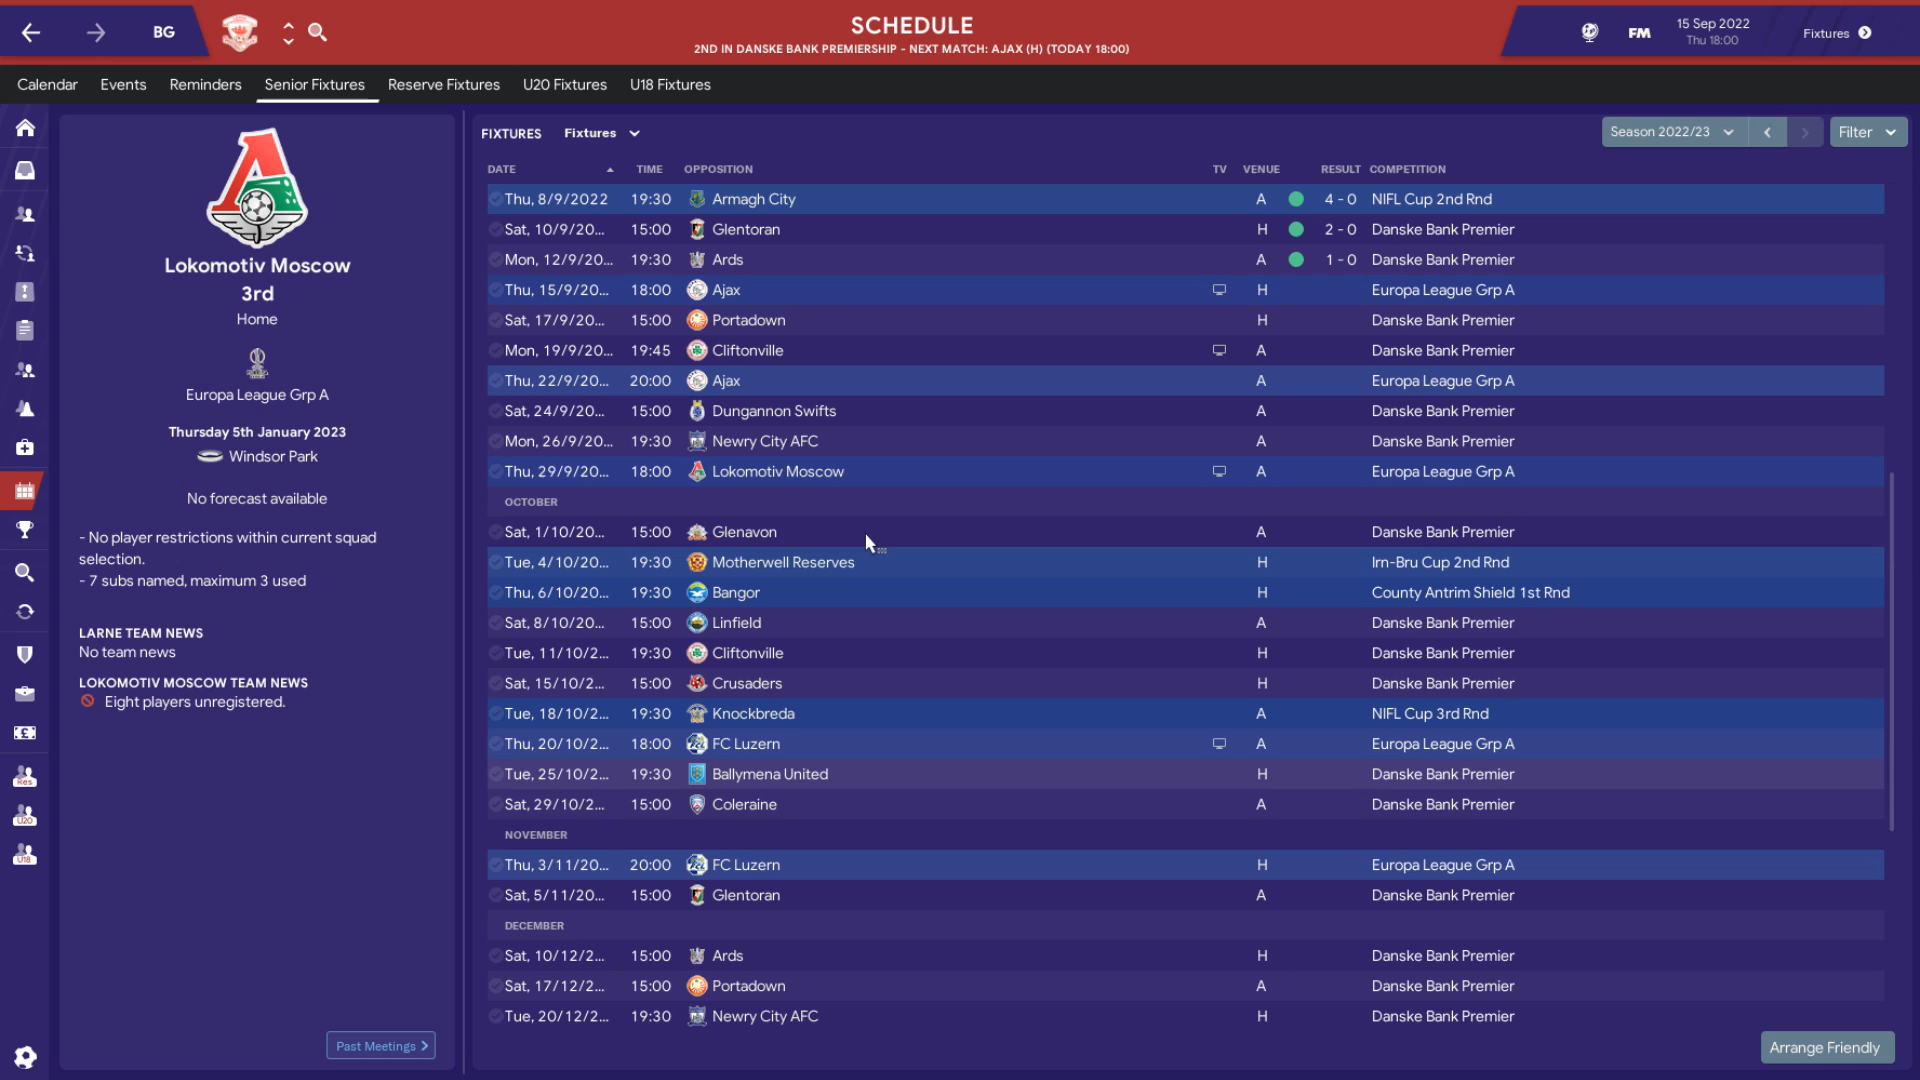 BG
SCHEDULE
2ND IN DANSKE BANK PREMIERSHIP - NEXT MATCH: AJAX (H) (TODAY 18:00)
FM
15 Sep 2022
Thu 18:00
Fixtures
Calendar Events Reminders Senior Fixtures Reserve Fixtures U20 Fixtures U18 Fixtures
Lokomotiv Moscow
3rd
Home
Europa League Grp A
Thursday 5th January 2023
Windsor Park
No forecast available
- No player restrictions within current squad
selection.
- 7 subs named, maximum 3 used
LARNE TEAM NEWS
No team news
LOKOMOTIV MOSCOW TEAM NEWS
Eight players unregistered.
Past Meetings
Res
U20
U18
FIXTURES Fixtures Season 2022/23 Filter
DATE TIME OPPOSITION TV VENUE RESULT COMPETITION
Thu, 8/9/2022 19:30 Armagh City A 4 - 0 NIFL Cup 2nd Rnd
Sat, 10/9/20... 15:00 Glentoran H 2 - 0 Danske Bank Premier
Mon, 12/9/20... 19:30 Ards A 1 - 0 Danske Bank Premier
Thu, 15/9/20... 18:00 Ajax H Europa League Grp A
Sat, 17/9/20... 15:00 Portadown H Danske Bank Premier
Mon, 19/9/20... 19:45 Cliftonville A Danske Bank Premier
Thu, 22/9/20... 20:00 Ajax A Europa League Grp A
Sat, 24/9/20... 15:00 Dungannon Swifts A Danske Bank Premier
Mon, 26/9/20... 19:30 Newry City AFC A Danske Bank Premier
Thu, 29/9/20... 18:00 Lokomotiv Moscow A Europa League Grp A
OCTOBER
Sat, 1/10/20... 15:00 Glenavon A Danske Bank Premier
Tue, 4/10/20... 19:30 Motherwell Reserves H Irn-Bru Cup 2nd Rnd
Thu, 6/10/20... 19:30 Bangor H County Antrim Shield 1st Rnd
Sat, 8/10/20... 15:00 Linfield A Danske Bank Premier
Tue, 11/10/2... 19:30 Cliftonville H Danske Bank Premier
Sat, 15/10/2... 15:00 Crusaders H Danske Bank Premier
Tue, 18/10/2... 19:30 Knockbreda A NIFL Cup 3rd Rnd
Thu, 20/10/2... 18:00 FC Luzern A Europa League Grp A
Tue, 25/10/2... 19:30 Ballymena United H Danske Bank Premier
Sat, 29/10/2... 15:00 Coleraine A Danske Bank Premier
NOVEMBER
Thu, 3/11/20... 20:00 FC Luzern H Europa League Grp A
Sat, 5/11/20... 15:00 Glentoran A Danske Bank Premier
DECEMBER
Sat, 10/12/2... 15:00 Ards H Danske Bank Premier
Sat, 17/12/2... 15:00 Portadown A Danske Bank Premier
Tue, 20/12/2... 19:30 Newry City AFC H Danske Bank Premier
Arrange Friendly